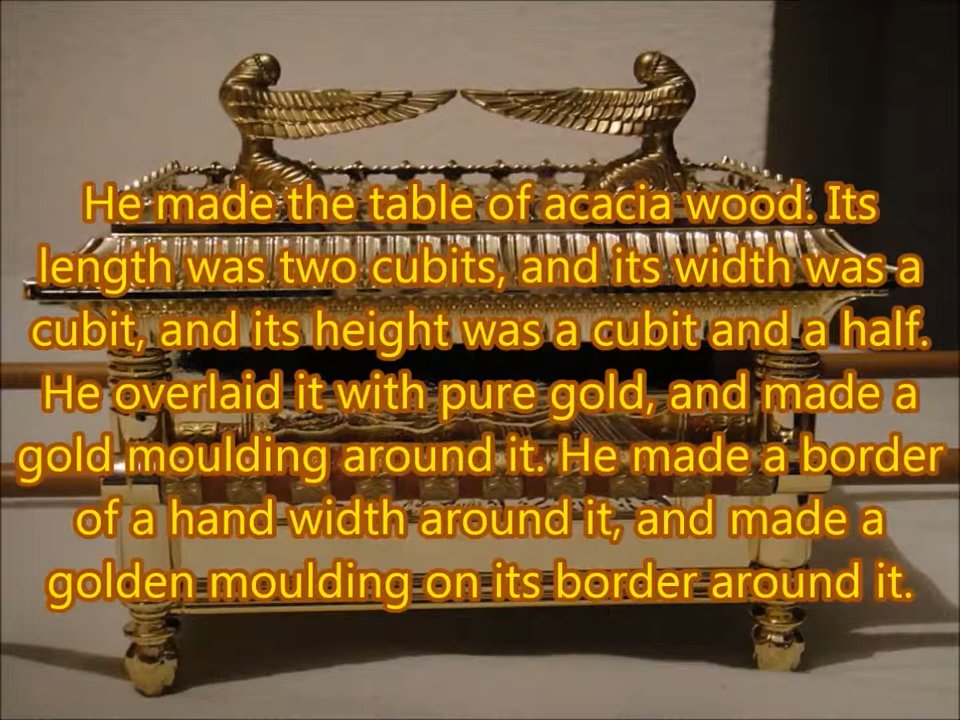 He made the table of acacia wood. Its
length was two cubits, and its width was a
cubit, and its height was a cubit and a half.
He overlaid it with pure gold, and made a
gold moulding around it. He made a border
of a hand width around it, and made a
golden moulding on its border around it.